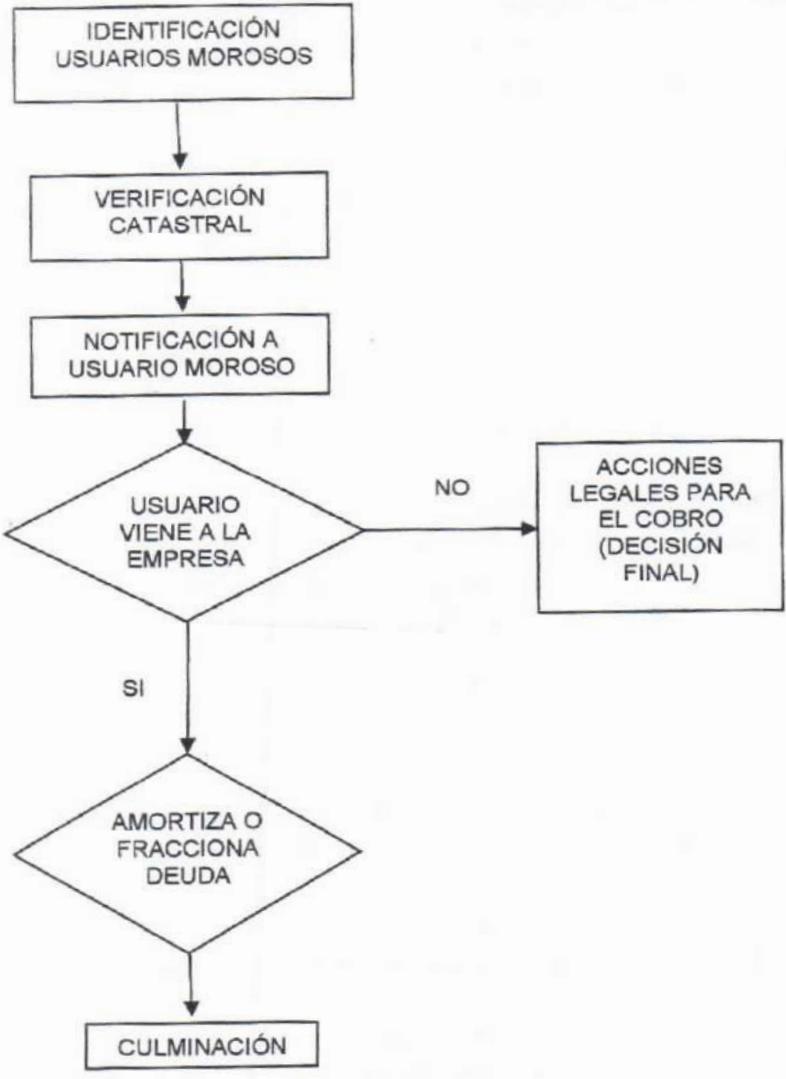 IDENTIFICACIÓN
USUARIOS MOROSOS
VERIFICACIÓN
CATASTRAL
NOTIFICACIÓN A
USUARIO MOROSO
USUARIO
VIENE A LA
EMPRESA
NO
ACCIONES
LEGALES PARA
EL COBRO
(DECISIÓN
FINAL)
SI
AMORTIZA O
FRACCIONA
DEUDA
CULMINACIÓN